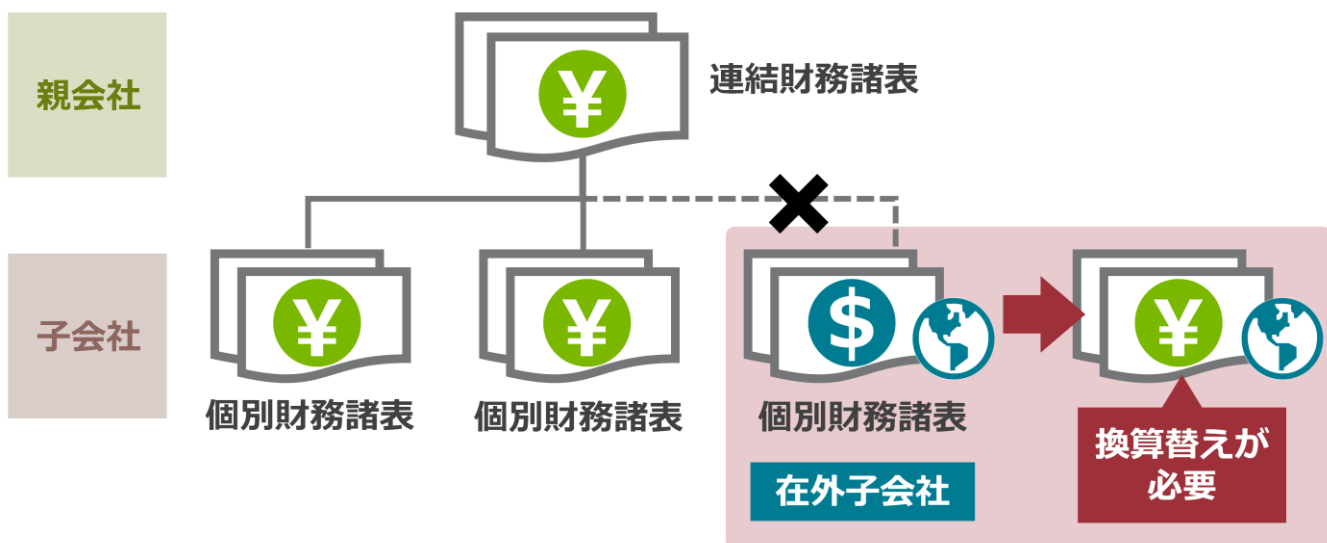 親会社
¥
連結財務諸表
子会社
¥
¥
$
¥
個別財務諸表
個別財務諸表
個別財務諸表
在外子会社
換算替えが
必要